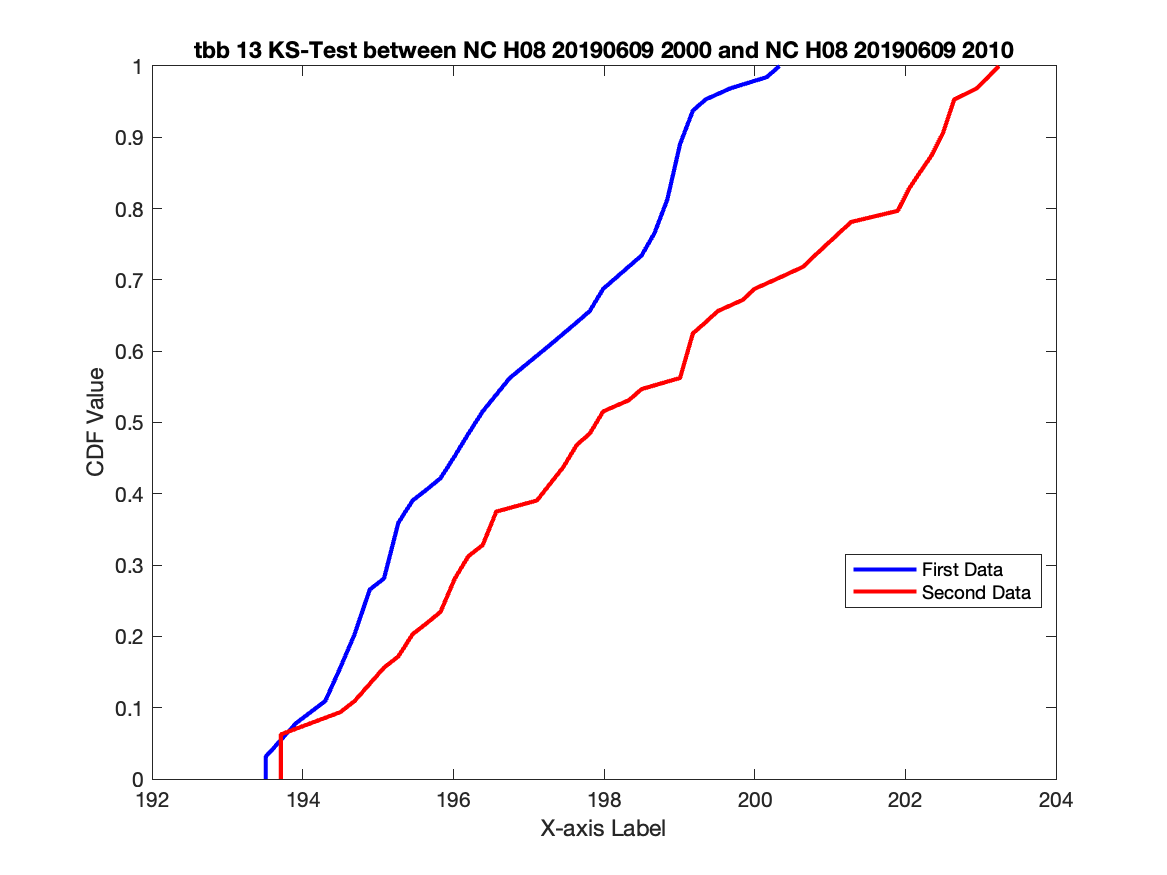 tbb 13 KS-Test between NC H08 20190609 2000 and NC H08 20190609 2010
1
0.9
0.8
0.7
0.6
0.5
0.4
0.3
0.2
0.1
0
CDF Value
First Data
Second Data
192 194 196 198 200 202 204
X-axis Label